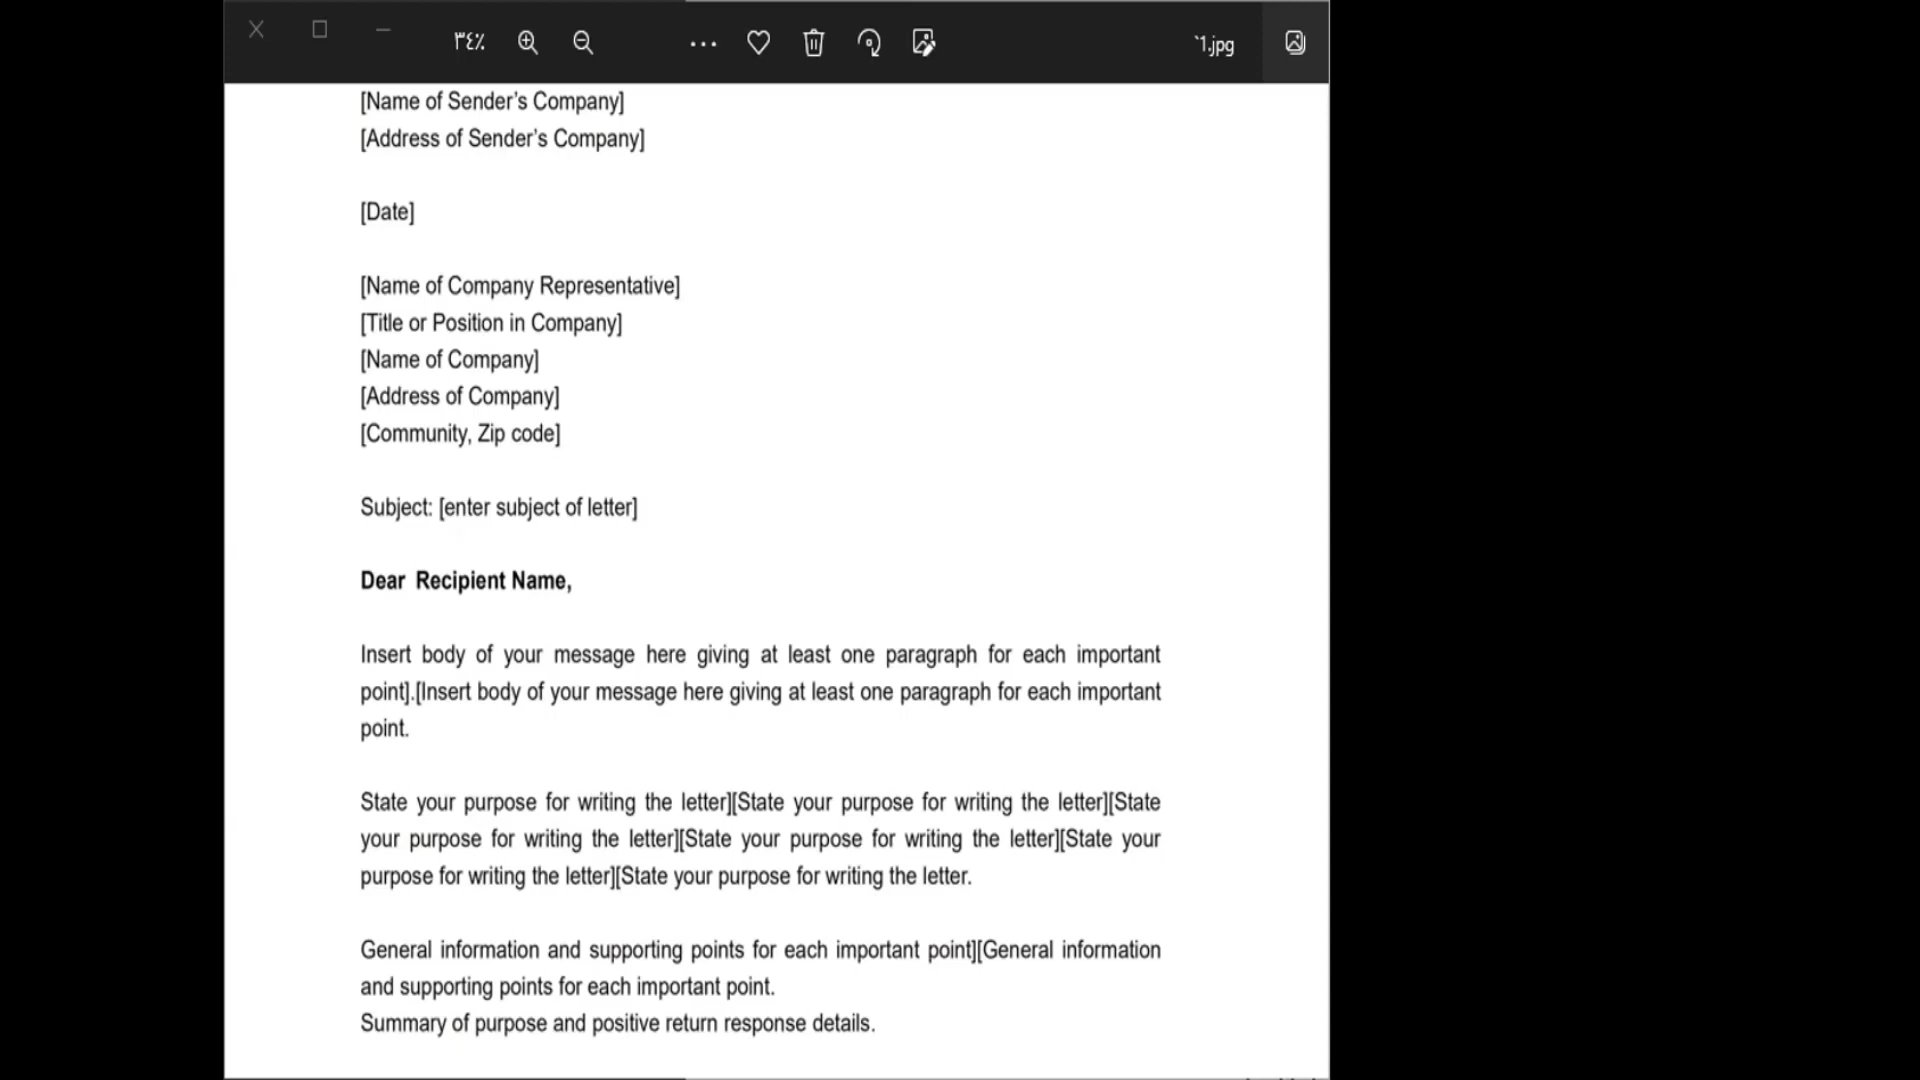 ٣٤٪
`1.jpg
[Name of Sender’s Company]
[Address of Sender’s Company]
[Date]
[Name of Company Representative]
[Title or Position in Company]
[Name of Company]
[Address of Company]
[Community, Zip code]
Subject: [enter subject of letter]
Dear  Recipient Name,
Insert body of your message here giving at least one paragraph for each important
point].[Insert body of your message here giving at least one paragraph for each important
point.
State your purpose for writing the letter][State your purpose for writing the letter][State
your purpose for writing the letter][State your purpose for writing the letter][State your
purpose for writing the letter][State your purpose for writing the letter.
General information and supporting points for each important point][General information
and supporting points for each important point.
Summary of purpose and positive return response details.